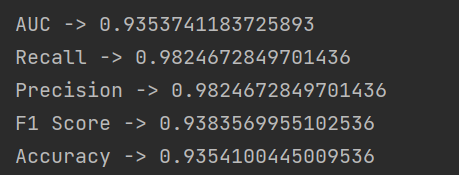 AUC -> 0.9353741183725893
Recall -> 0.9824672849701436
Precision -> 0.9824672849701436
F1 Score -> 0.9383569955102536
Accuracy -> 0.9354100445009536